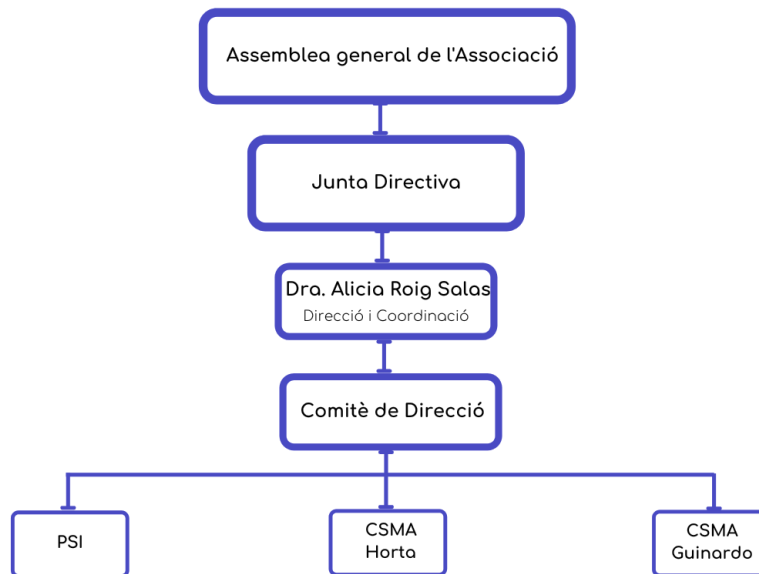 Assemblea general de l'Associació
Junta Directiva
Dra. Alicia Roig Salas
Direcció i Coordinació
Comitè de Direcció
PSI
CSMA
Horta
CSMA
Guinardo